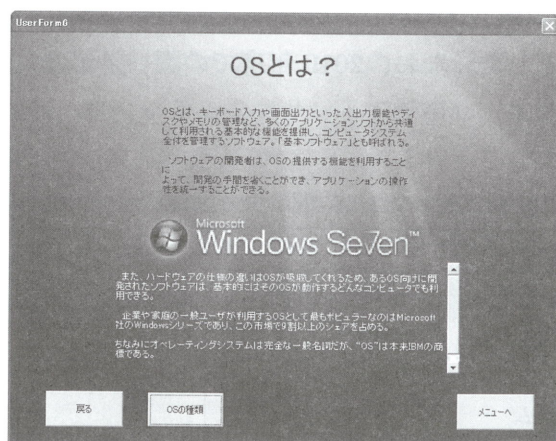 UserForm6
OSとは？
OSとは、キーボード入力や画面出力といった入出力機能やディ
スクやメモリの管理など、多くのアプリケーションソフトから共通
して利用される基本的な機能を提供し、コンピュータシステム
全体を管理するソフトウェア。「基本ソフトウェア」とも呼ばれる。
ソフトウェアの開発者は、OSの提供する機能を利用すること
に
よって、開発の手間を省くことができ、アプリケーションの操作
性を統一することができる。
Microsoft
Windows Se7en™
また、ハードウェアの仕様の違いはOSが吸収してくれるため、あるOS向けに開
発されたソフトウェアは、基本的にはそのOSが動作するどんなコンピュータでも利
用できる。
企業や家庭の一般ユーザが利用するOSとして最もポピュラーなのはMicrosoft
社のWindowsシリーズであり、この市場で9割以上のシェアを占める。
ちなみにオペレーティングシステムは完全な一般名詞だが、"OS"は本来IBMの商
標である。
戻る
OSの種類
メニューへ